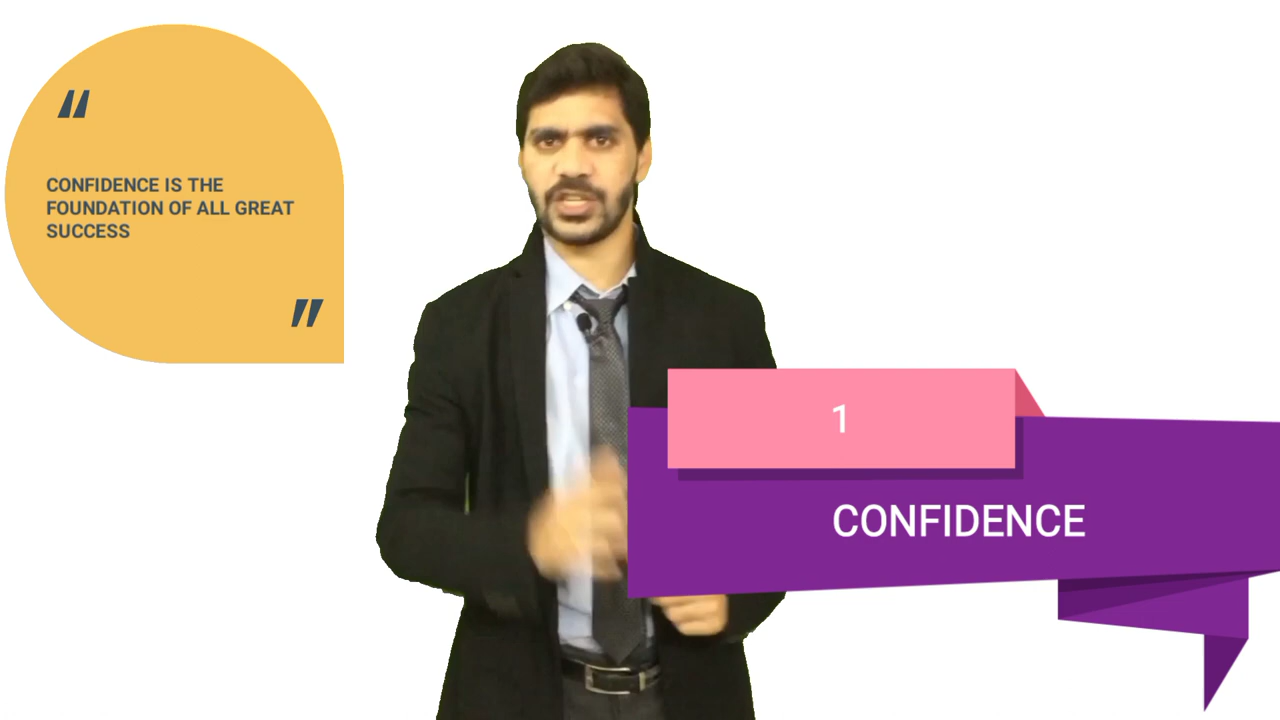 “
CONFIDENCE IS THE
FOUNDATION OF ALL GREAT
SUCCESS
”
1
CONFIDENCE